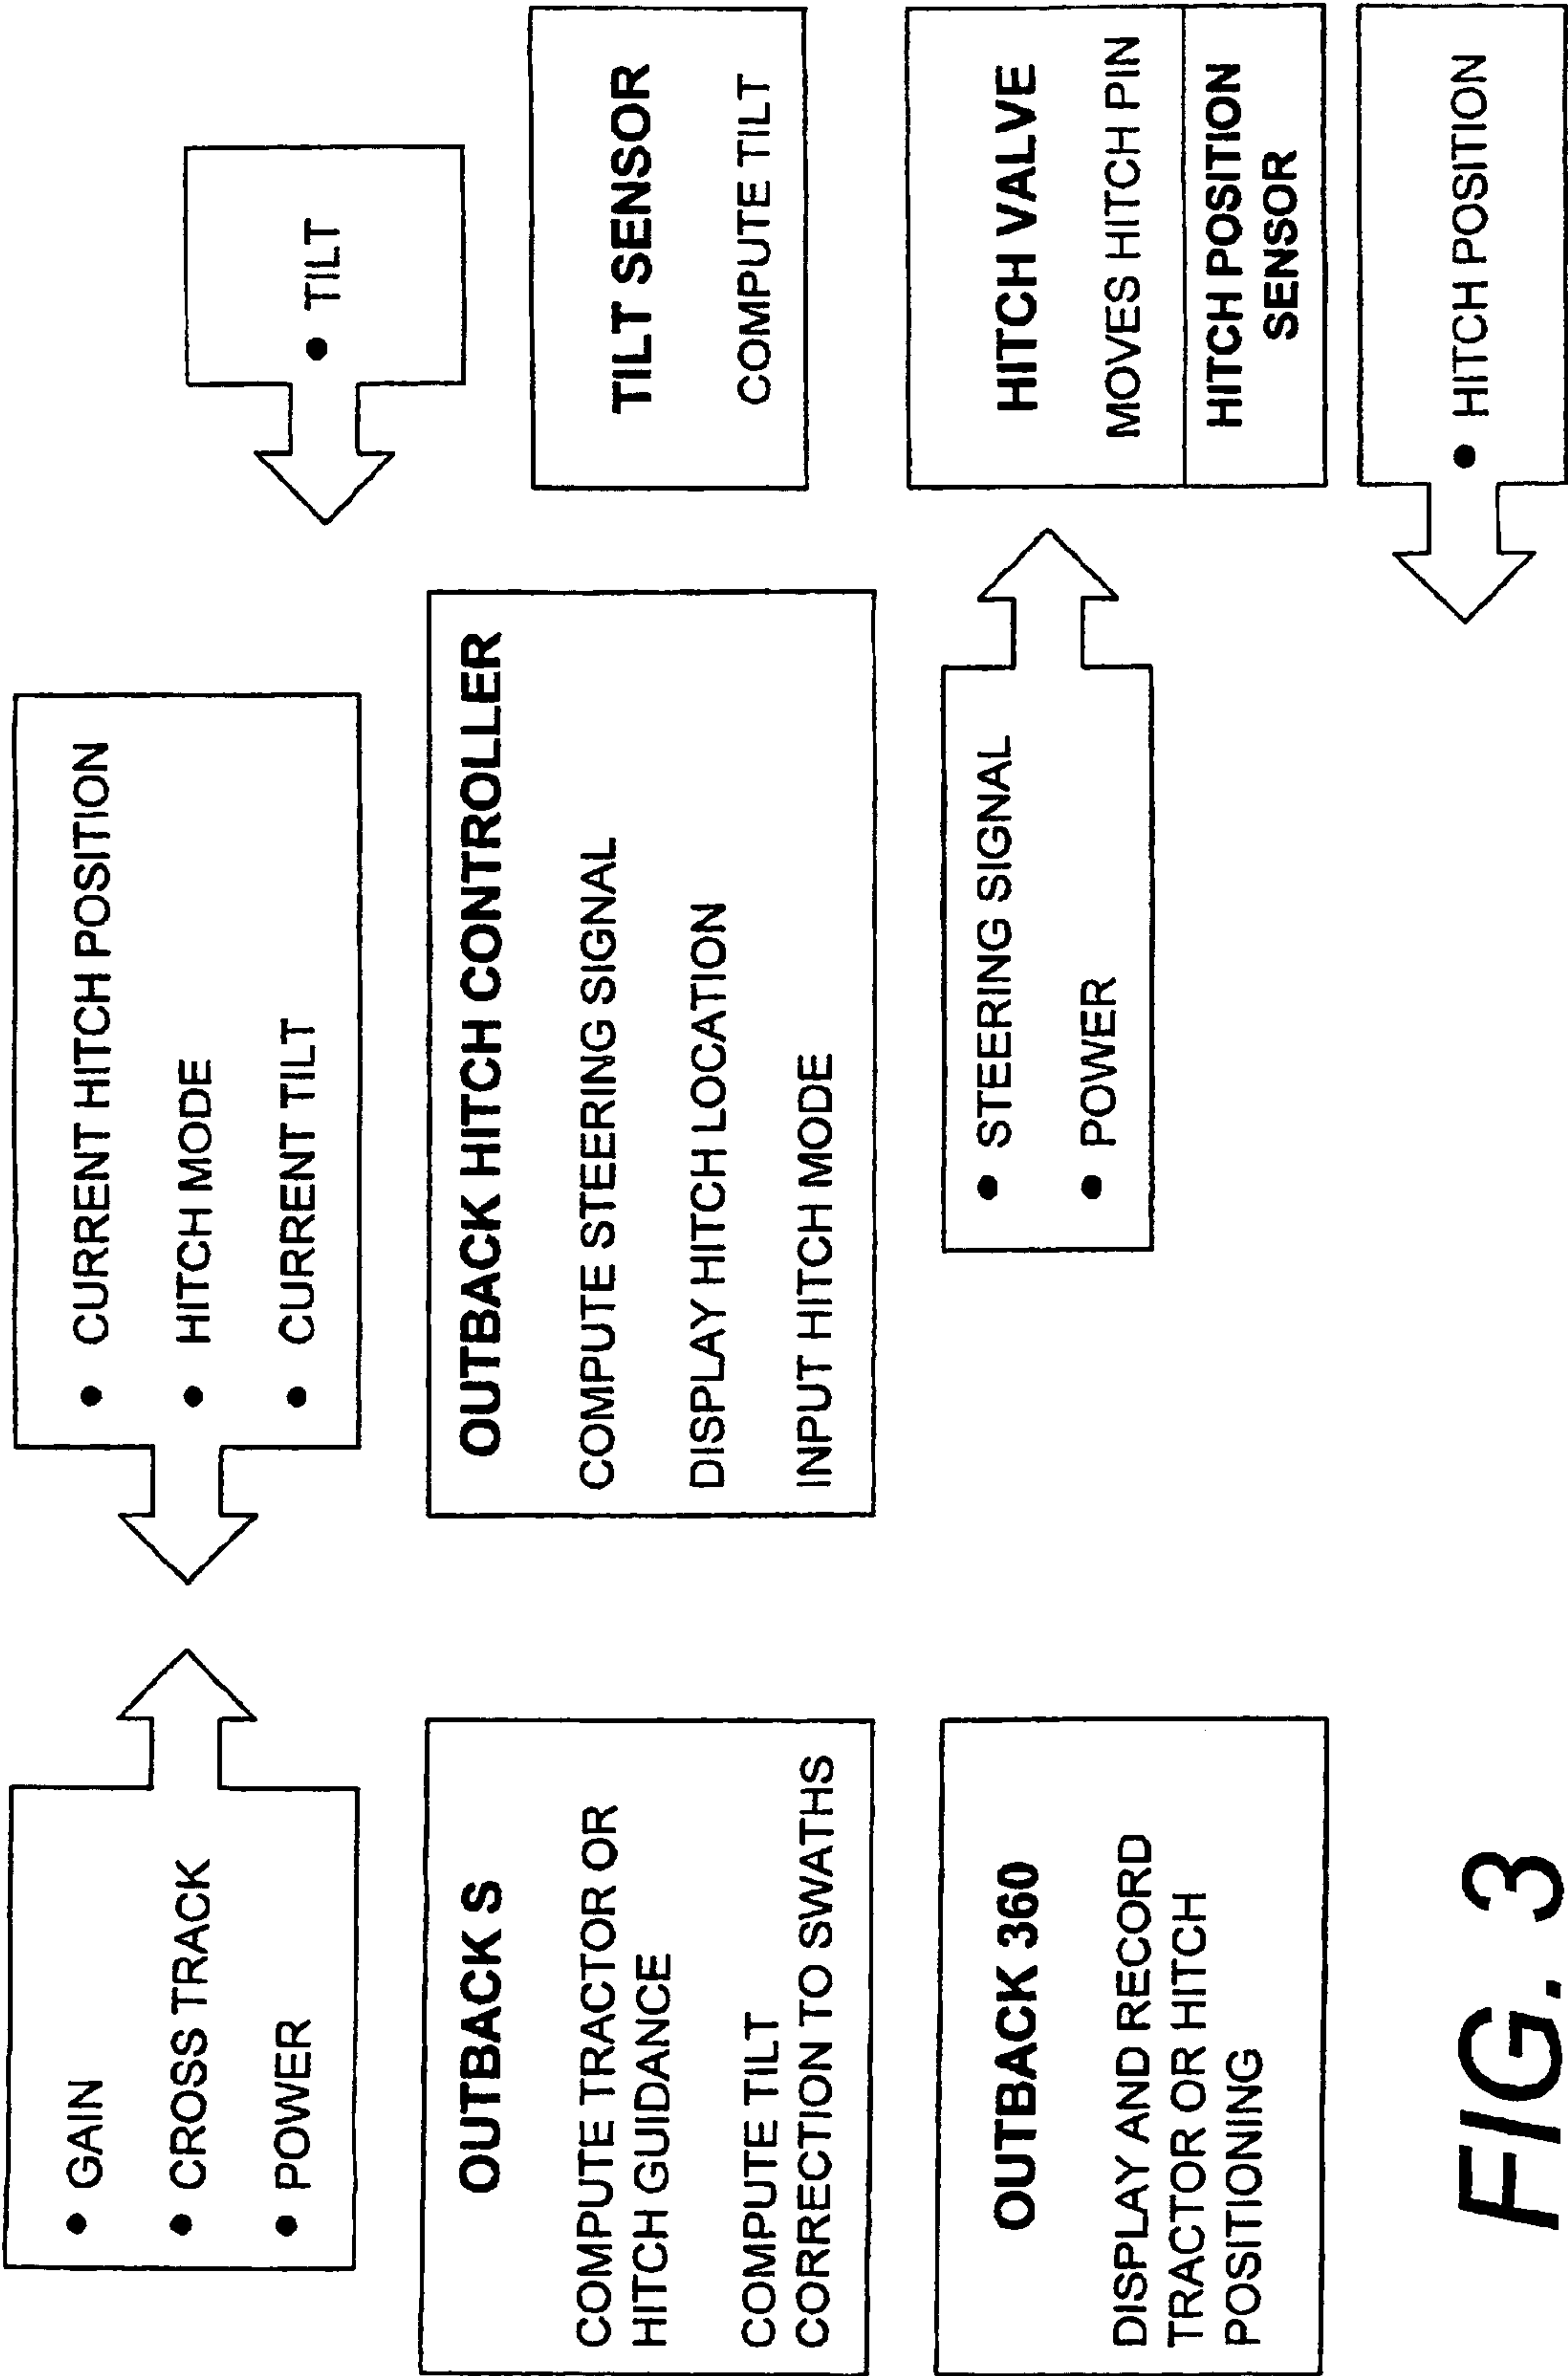 • GAIN
• CROSS TRACK
• POWER
• CURRENT HITCH POSITION
• HITCH MODE
• CURRENT TILT
• TILT
OUTBACK S
COMPUTE TRACTOR OR
HITCH GUIDANCE
COMPUTE TILT
CORRECTION TO SWATHS
OUTBACK HITCH CONTROLLER
COMPUTE STEERING SIGNAL
DISPLAY HITCH LOCATION
INPUT HITCH MODE
TILT SENSOR
COMPUTE TILT
OUTBACK 360
DISPLAY AND RECORD
TRACTOR OR HITCH
POSITIONING
• STEERING SIGNAL
• POWER
HITCH VALVE
MOVES HITCH PIN
HITCH POSITION
SENSOR
• HITCH POSITION
FIG. 3